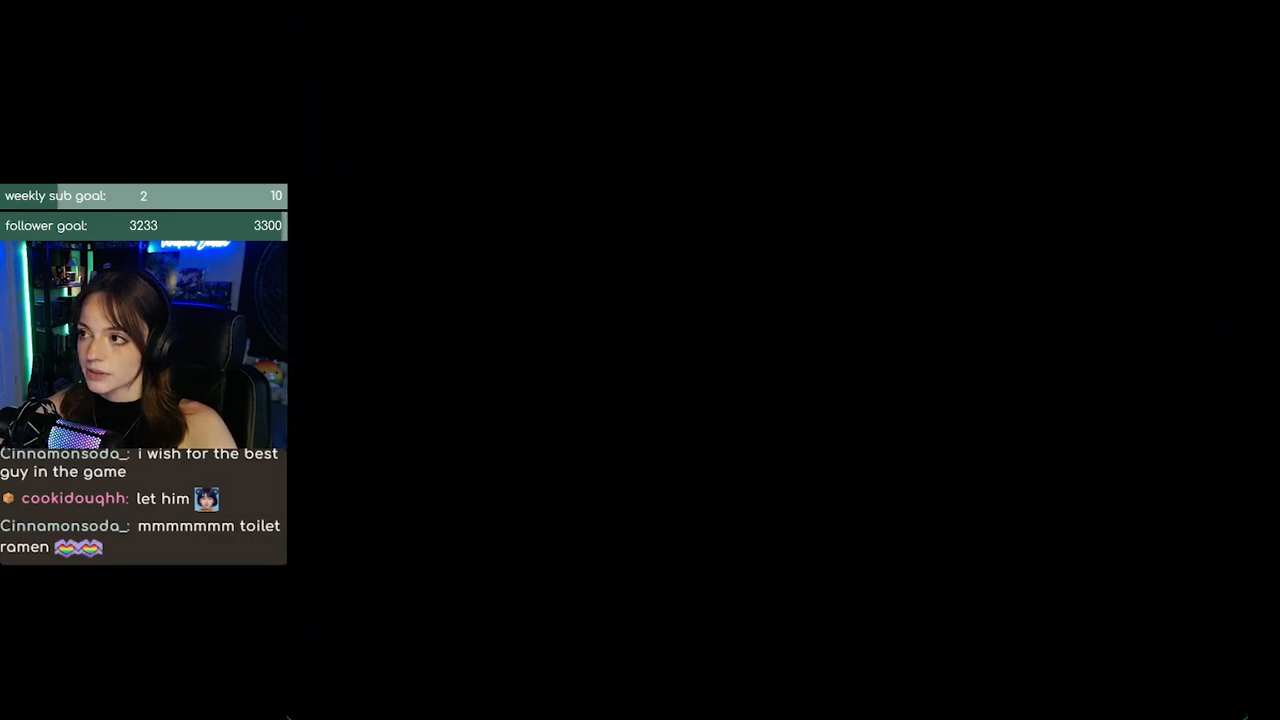 weekly sub goal: 2 10
follower goal: 3233 3300
Cinnamonsoda_: i wish for the best
guy in the game
cookidouqhh: let him
Cinnamonsoda_: mmmmmmm toilet
ramen